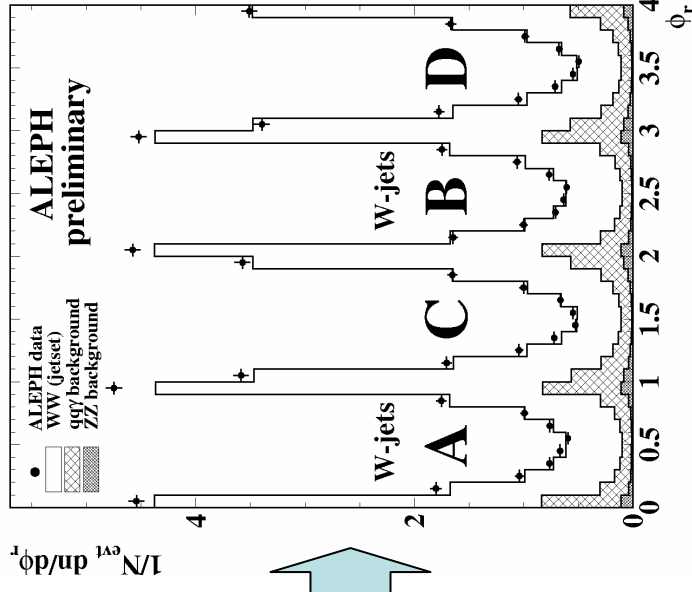 ALEPH
preliminary
ALEPH data
WW (jetset)
qqγ background
ZZ background
W-jets
W-jets
A
C
B
D
1/N_evt dn/dϕ_r
0
2
4
0
0.5
1
1.5
2
2.5
3
3.5
4
ϕ_r